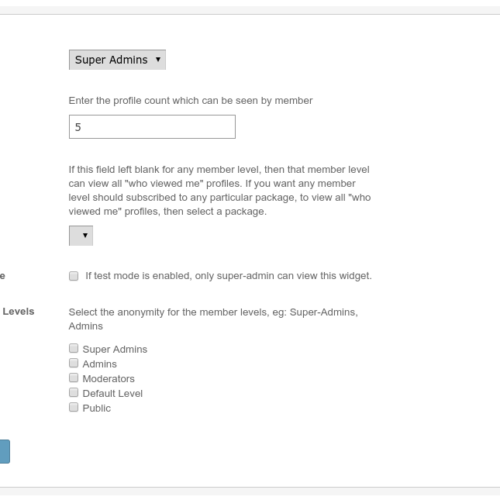 Super Admins
Enter the profile count which can be seen by member
5
If this field left blank for any member level, then that member level
can view all "who viewed me" profiles. If you want any member
level should subscribed to any particular package, to view all "who
viewed me" profiles, then select a package.
e If test mode is enabled, only super-admin can view this widget.
Levels Select the anonymity for the member levels, eg: Super-Admins,
Admins
Super Admins
Admins
Moderators
Default Level
Public